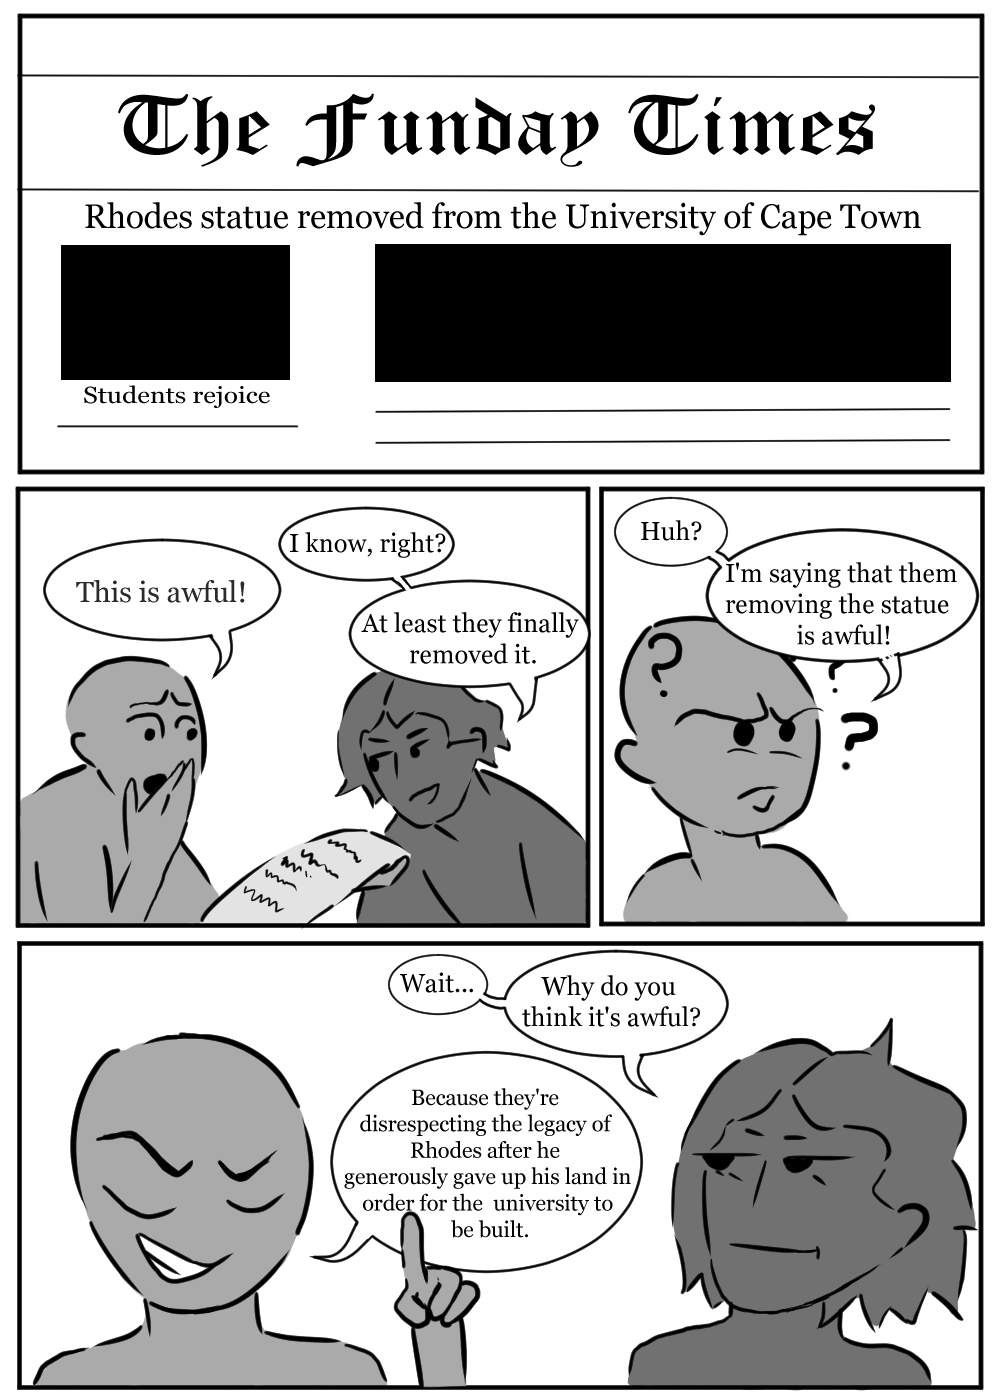 The Funday Times
Rhodes statue removed from the University of Cape Town
Students rejoice
This is awful!
I know, right?
At least they finally
removed it.
Huh?
I'm saying that them
removing the statue
is awful!
?
?
?
Wait...
Why do you
think it's awful?
Because they're
disrespecting the legacy of
Rhodes after he
generously gave up his land in
order for the university to
be built.